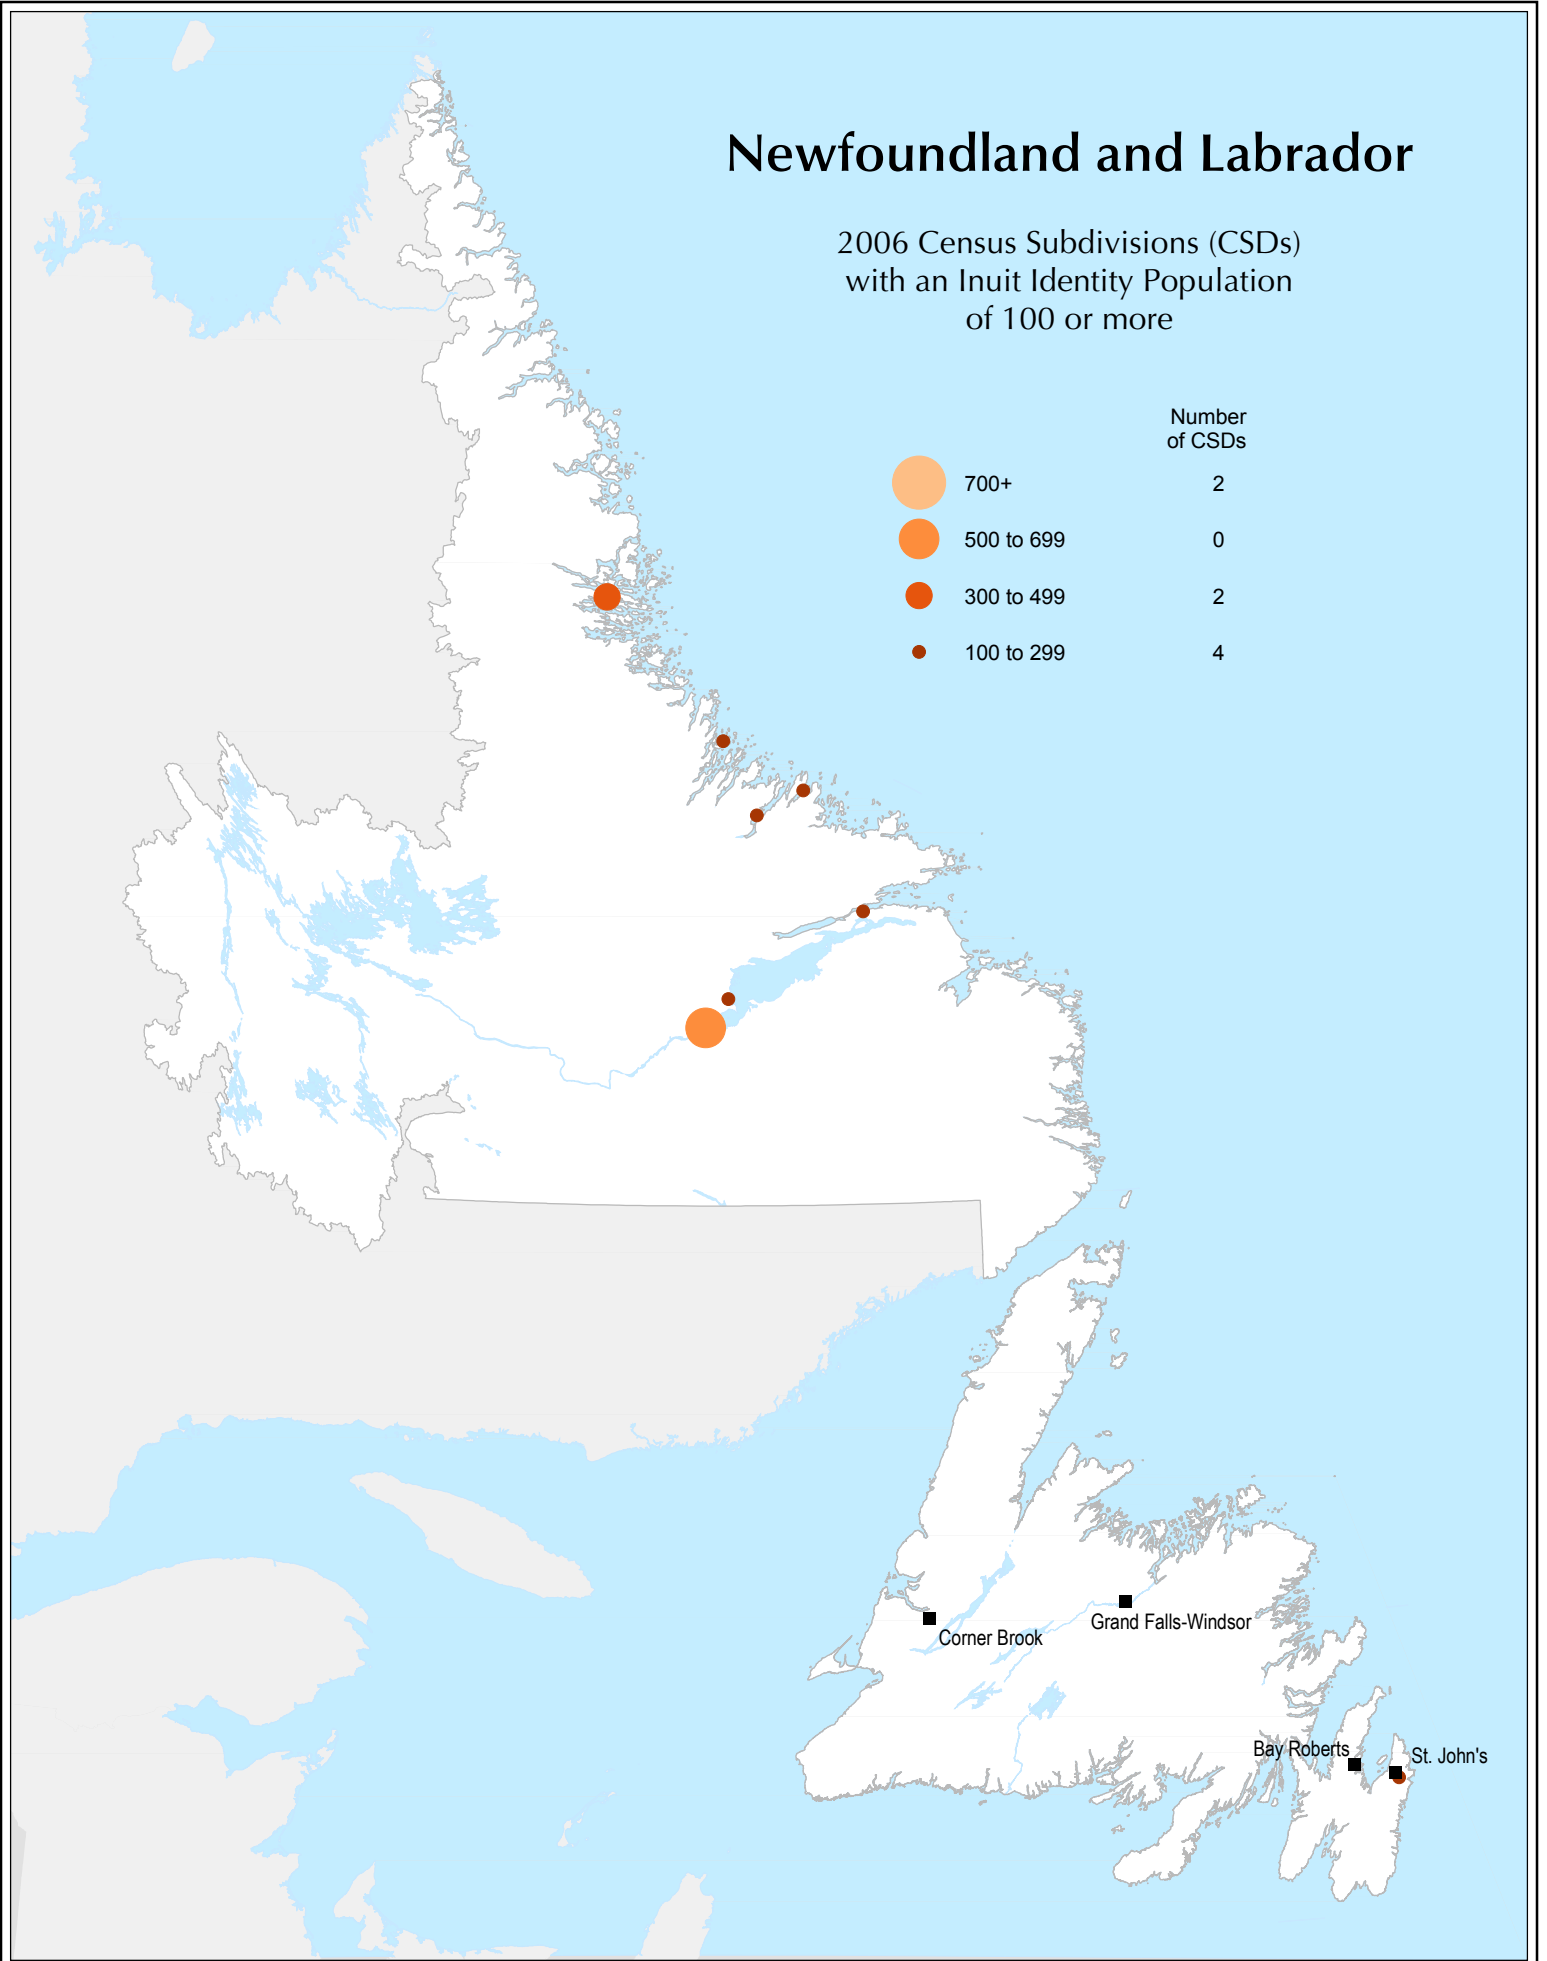 Newfoundland and Labrador
2006 Census Subdivisions (CSDs)
with an Inuit Identity Population
of 100 or more
Number
of CSDs
700+ 2
500 to 699 0
300 to 499 2
100 to 299 4
Grand Falls-Windsor
Corner Brook
Bay Roberts
St. John's